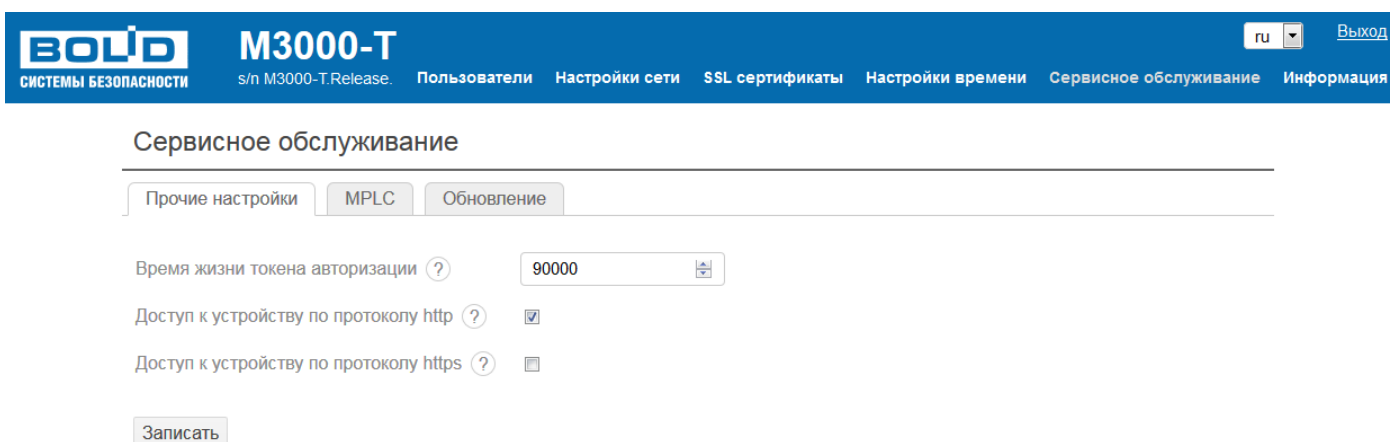 BOLID
СИСТЕМЫ БЕЗОПАСНОСТИ
M3000-T
s/n M3000-T.Release.
ru
Выход
Пользователи Настройки сети SSL сертификаты Настройки времени Сервисное обслуживание Информация
Сервисное обслуживание
Прочие настройки MPLC Обновление
Время жизни токена авторизации ? 90000
Доступ к устройству по протоколу http ?
Доступ к устройству по протоколу https ?
Записать